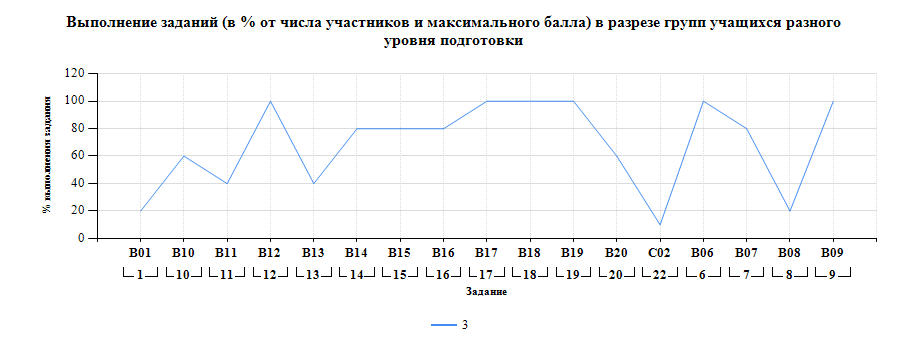 Выполнение заданий (в % от числа участников и максимального балла) в разрезе групп учащихся разного
уровня подготовки
% выполнения задания
120
100
80
60
40
20
0
B01 B10 B11 B12 B13 B14 B15 B16 B17 B18 B19 B20 C02 B06 B07 B08 B09
1 10 11 12 13 14 15 16 17 18 19 20 22 6 7 8 9
Задание
3